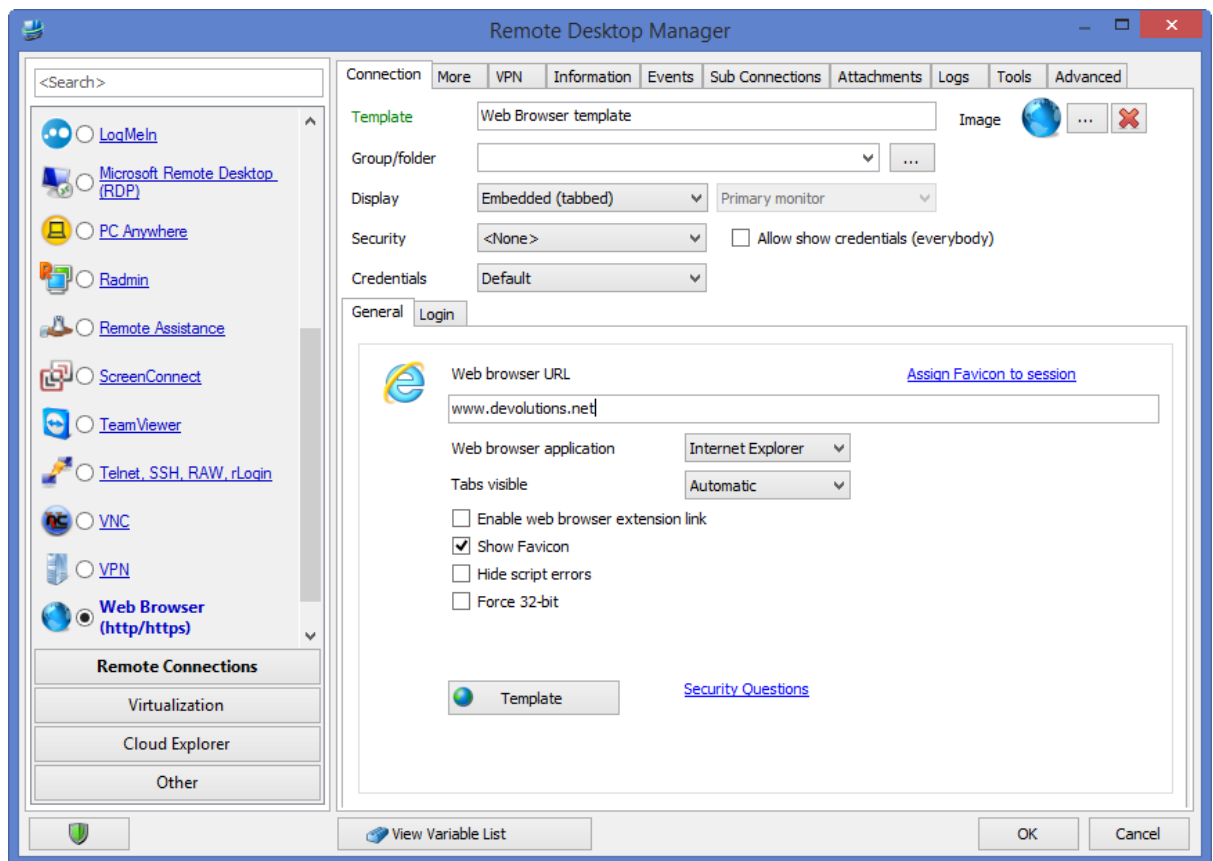 Remote Desktop Manager
<Search>
LogMeIn
Microsoft Remote Desktop
(RDP)
PC Anywhere
Radmin
Remote Assistance
ScreenConnect
TeamViewer
Telnet, SSH, RAW, rLogin
VNC
VPN
Web Browser
(http/https)
Remote Connections
Virtualization
Cloud Explorer
Other
Connection More VPN Information Events Sub Connections Attachments Logs Tools Advanced
Template Web Browser template Image ...
Group/folder ...
Display Embedded (tabbed) Primary monitor
Security <None> Allow show credentials (everybody)
Credentials Default
General Login
Web browser URL Assign Favicon to session
www.devolutions.net
Web browser application Internet Explorer
Tabs visible Automatic
Enable web browser extension link
Show Favicon
Hide script errors
Force 32-bit
Template Security Questions
View Variable List OK Cancel